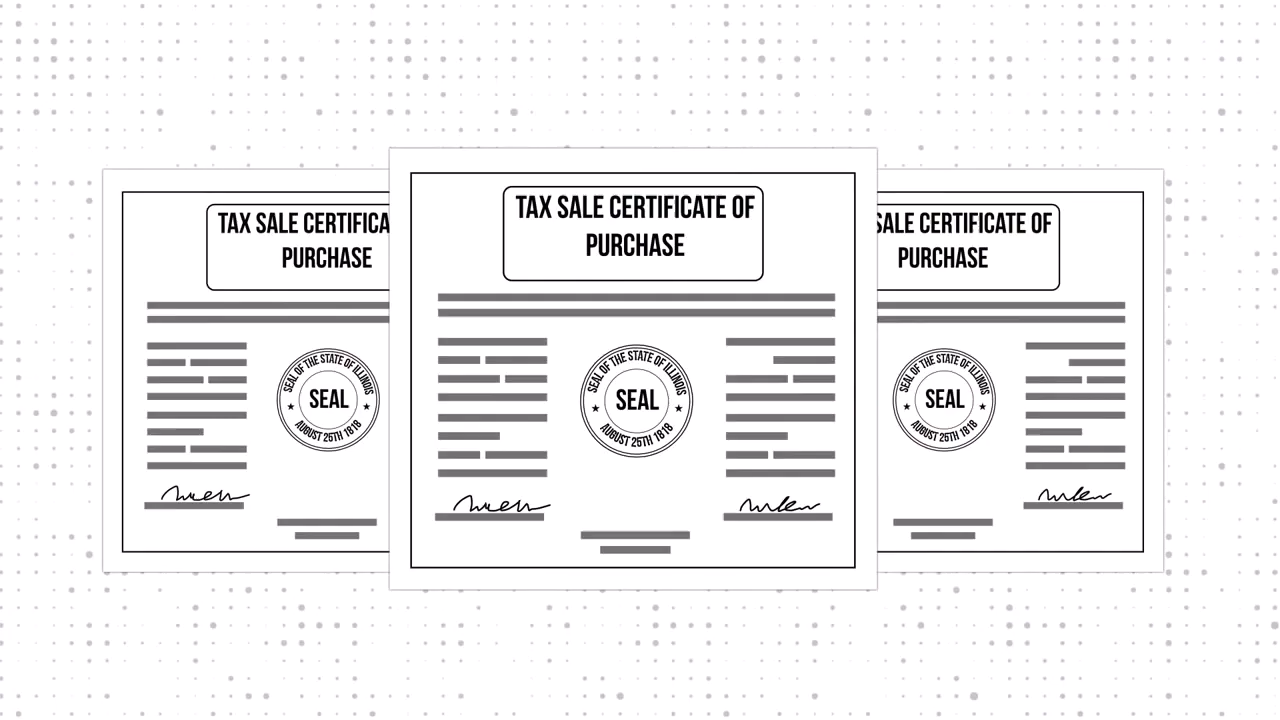 TAX SALE CERTIFICA
PURCHASE
SEAL OF THE STATE OF ILLINOIS
SEAL
AUGUST 26TH 1818
TAX SALE CERTIFICATE OF
PURCHASE
SEAL OF THE STATE OF ILLINOIS
SEAL
AUGUST 26TH 1818
SALE CERTIFICATE OF
PURCHASE
SEAL OF THE STATE OF ILLINOIS
SEAL
AUGUST 26TH 1818